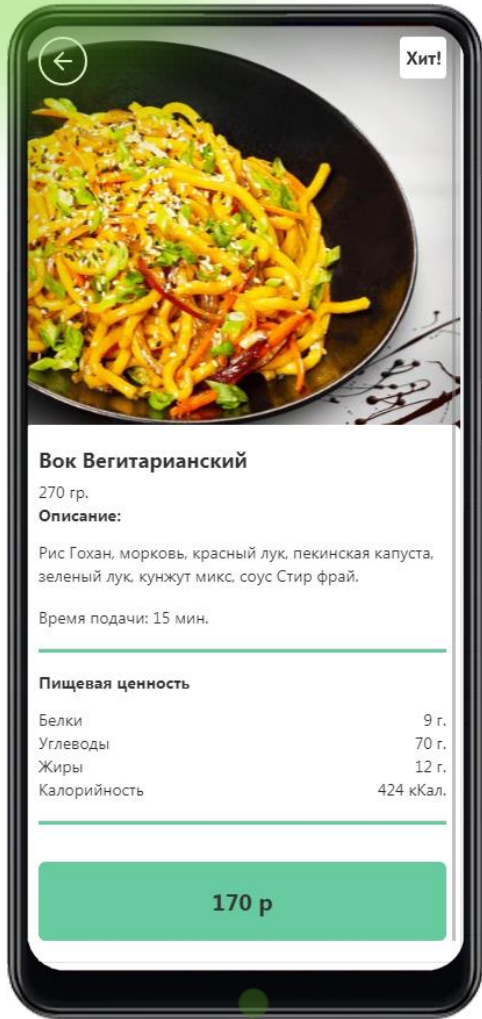 Хит!
Вок Вегитарианский
270 гр.
Описание:
Рис Гохан, морковь, красный лук, пекинская капуста,
зеленый лук, кунжут микс, соус Стир фрай.
Время подачи: 15 мин.
Пищевая ценность
Белки 9 г.
Углеводы 70 г.
Жиры 12 г.
Калорийность 424 кКал.
170 р